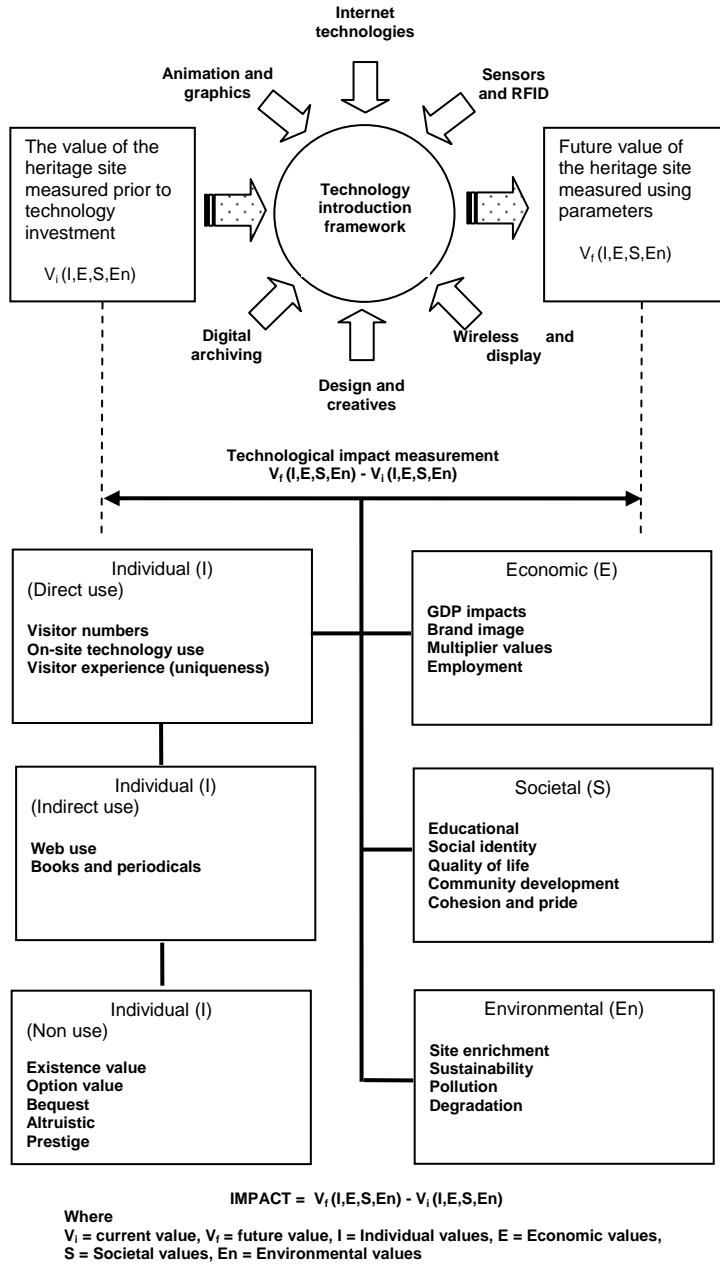 Internet
technologies
Animation and
graphics
Sensors
and RFID
The value of the
heritage site
measured prior to
technology
investment
Vᵢ (I,E,S,En)
Technology
introduction
framework
Future value of
the heritage site
measured using
parameters
V_f (I,E,S,En)
Digital
archiving
Wireless and
display
Design and
creatives
Technological impact measurement
V_f (I,E,S,En) - Vᵢ (I,E,S,En)
Individual (I)
(Direct use)
Visitor numbers
On-site technology use
Visitor experience (uniqueness)
Economic (E)
GDP impacts
Brand image
Multiplier values
Employment
Individual (I)
(Indirect use)
Web use
Books and periodicals
Societal (S)
Educational
Social identity
Quality of life
Community development
Cohesion and pride
Individual (I)
(Non use)
Existence value
Option value
Bequest
Altruistic
Prestige
Environmental (En)
Site enrichment
Sustainability
Pollution
Degradation
IMPACT = V_f (I,E,S,En) - Vᵢ (I,E,S,En)
Where
Vᵢ = current value, V_f = future value, I = Individual values, E = Economic values,
S = Societal values, En = Environmental values